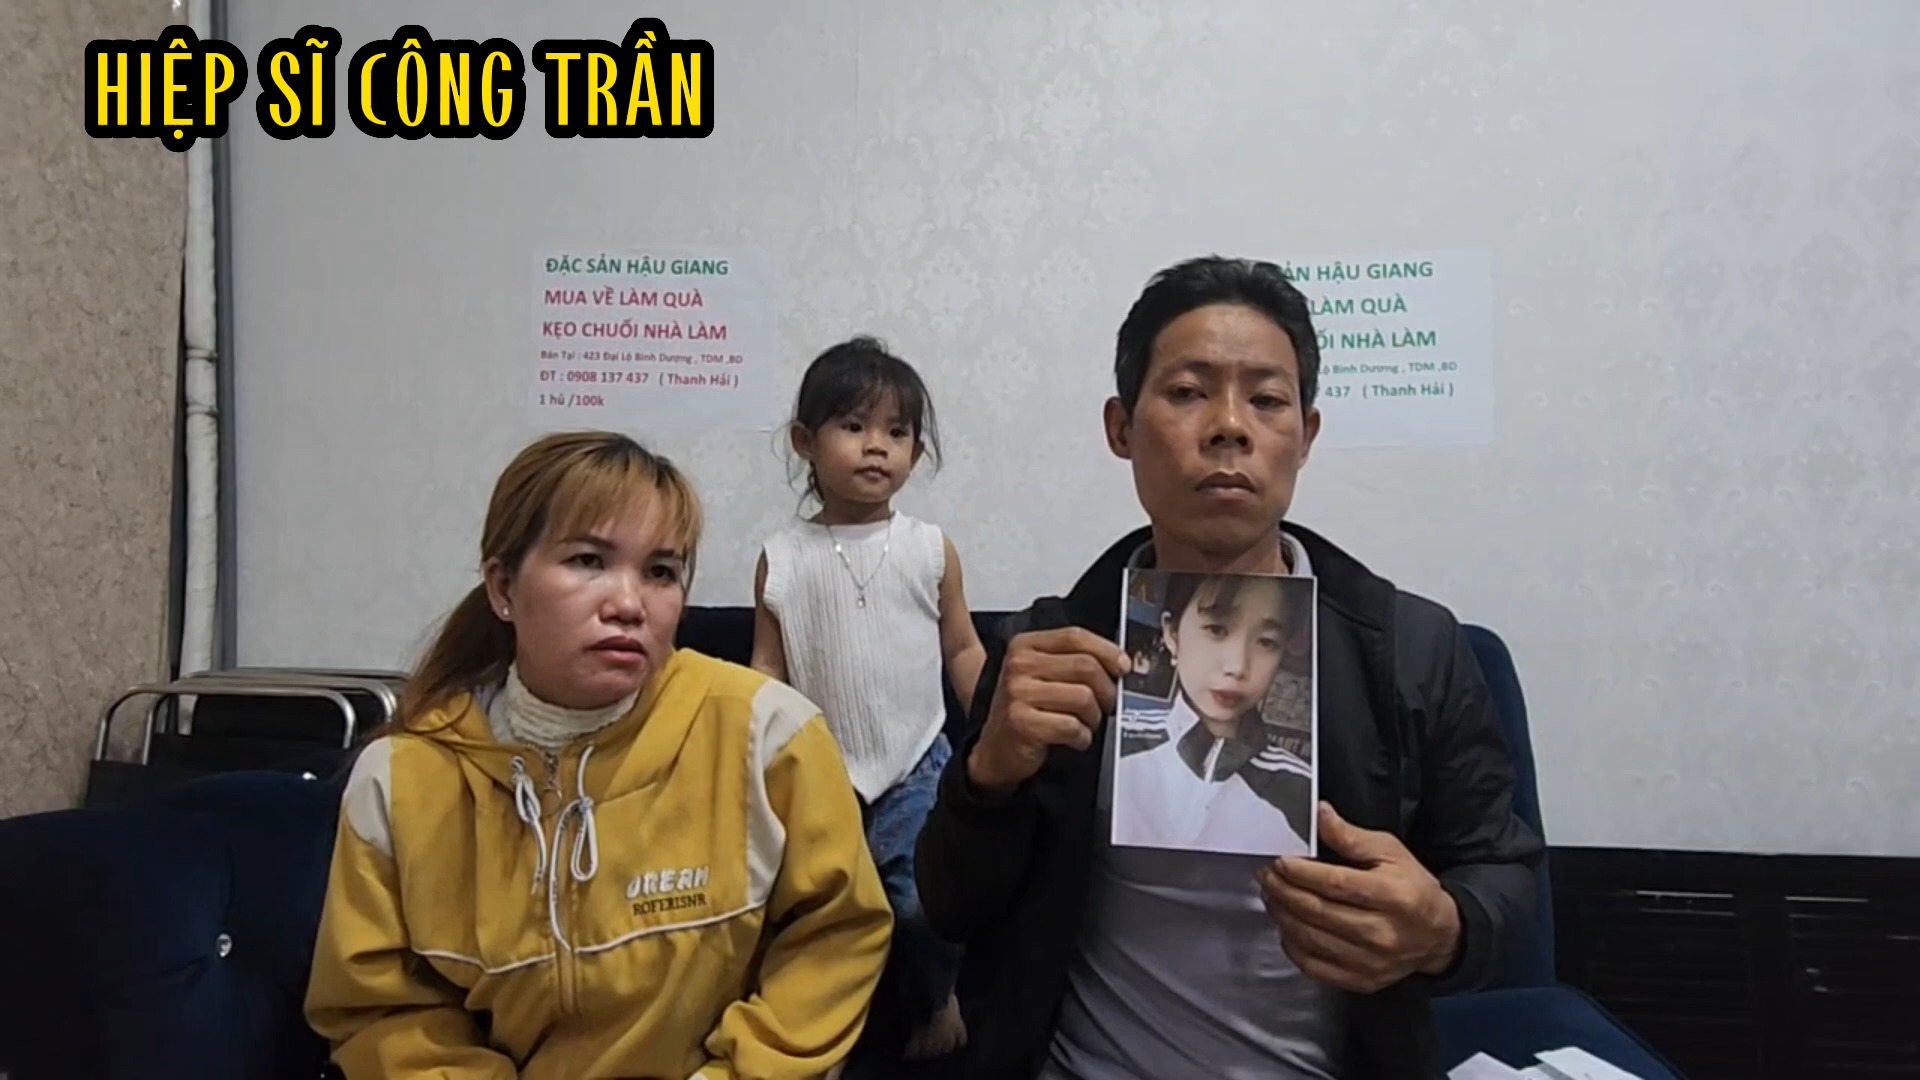 HIỆP SĨ CÔNG TRẦN
ĐẶC SẢN HẬU GIANG
MUA VỀ LÀM QUÀ
KẸO CHUỐI NHÀ LÀM
Bán Tại : 423 Đại Lộ Bình Dương , TDM ,BD
ĐT : 0908 137 437 ( Thanh Hải )
1 hủ /100k
ẢN HẬU GIANG
LÀM QUÀ
ỐI NHÀ LÀM
ộ Bình Dương , TDM ,BD
437 ( Thanh Hải )
ROFERISNR